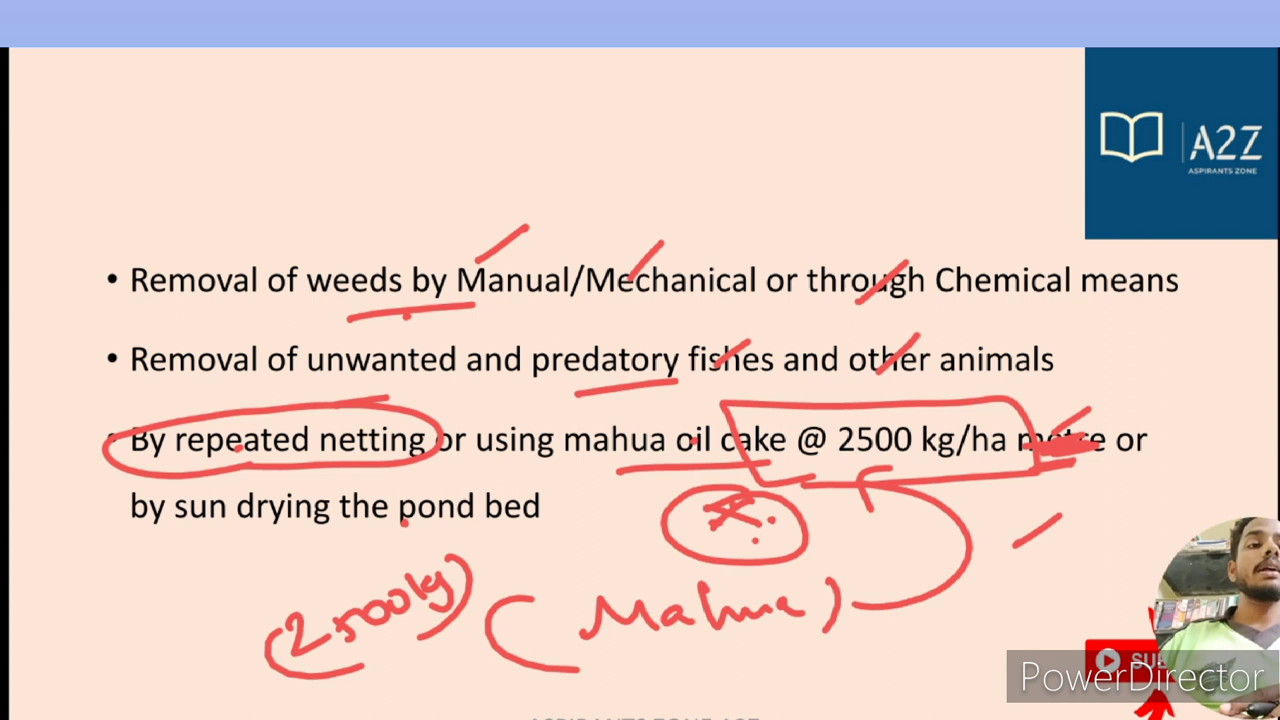 A2Z
ASPIRANTS ZONE
• Removal of weeds by Manual/Mechanical or through Chemical means
• Removal of unwanted and predatory fishes and other animals
• By repeated netting or using mahua oil cake @ 2500 kg/ha metre or
by sun drying the pond bed
(2500kg)
(Mahua)
SUB
PowerDirector